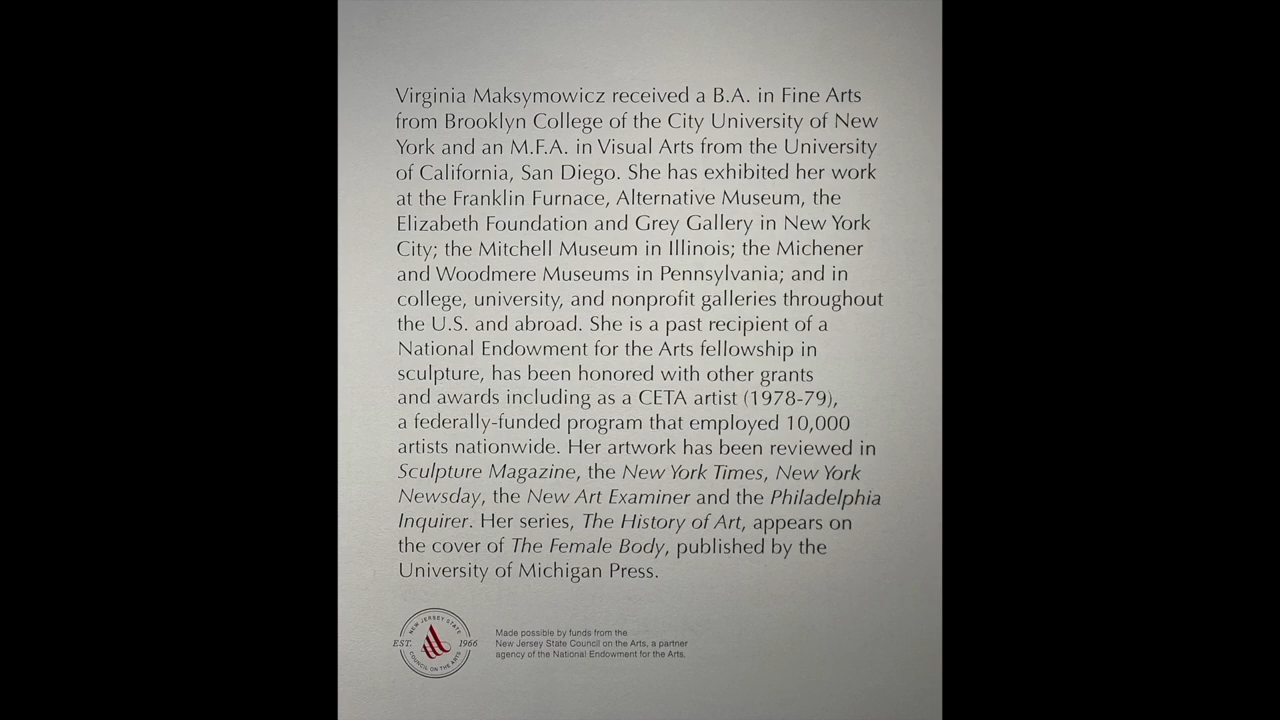 Virginia Maksymowicz received a B.A. in Fine Arts
from Brooklyn College of the City University of New
York and an M.F.A. in Visual Arts from the University
of California, San Diego. She has exhibited her work
at the Franklin Furnace, Alternative Museum, the
Elizabeth Foundation and Grey Gallery in New York
City; the Mitchell Museum in Illinois; the Michener
and Woodmere Museums in Pennsylvania; and in
college, university, and nonprofit galleries throughout
the U.S. and abroad. She is a past recipient of a
National Endowment for the Arts fellowship in
sculpture, has been honored with other grants
and awards including as a CETA artist (1978-79),
a federally-funded program that employed 10,000
artists nationwide. Her artwork has been reviewed in
Sculpture Magazine, the New York Times, New York
Newsday, the New Art Examiner and the Philadelphia
Inquirer. Her series, The History of Art, appears on
the cover of The Female Body, published by the
University of Michigan Press.
NEW JERSEY STATE
EST. 1966
COUNCIL ON THE ARTS
Made possible by funds from the
New Jersey State Council on the Arts, a partner
agency of the National Endowment for the Arts.